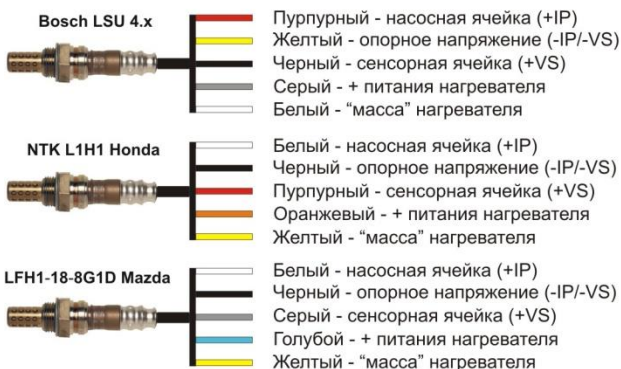 Bosch LSU 4.x
Пурпурный - насосная ячейка (+IP)
Желтый - опорное напряжение (-IP/-VS)
Черный - сенсорная ячейка (+VS)
Серый - + питания нагревателя
Белый - “масса” нагревателя
NTK L1H1 Honda
Белый - насосная ячейка (+IP)
Черный - опорное напряжение (-IP/-VS)
Пурпурный - сенсорная ячейка (+VS)
Оранжевый - + питания нагревателя
Желтый - “масса” нагревателя
LFH1-18-8G1D Mazda
Белый - насосная ячейка (+IP)
Черный - опорное напряжение (-IP/-VS)
Серый - сенсорная ячейка (+VS)
Голубой - + питания нагревателя
Желтый - “масса” нагревателя